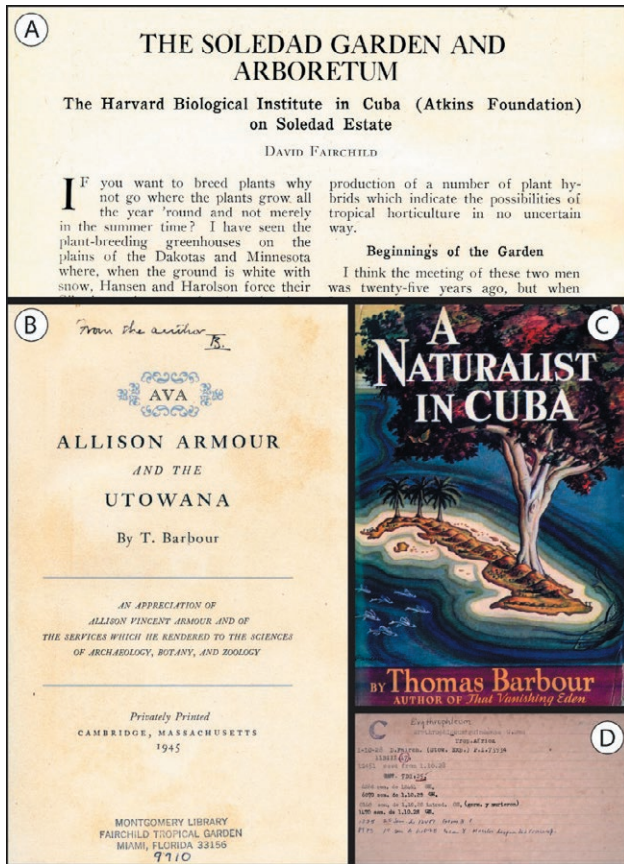 A
THE SOLEDAD GARDEN AND
ARBORETUM
The Harvard Biological Institute in Cuba (Atkins Foundation)
on Soledad Estate
DAVID FAIRCHILD
IF you want to breed plants why
not go where the plants grow all
the year 'round and not merely
in the summer time? I have seen the
plant-breeding greenhouses on the
plains of the Dakotas and Minnesota
where, when the ground is white with
snow, Hansen and Harolson force their
production of a number of plant hy-
brids which indicate the possibilities of
tropical horticulture in no uncertain
way.
Beginnings of the Garden
I think the meeting of these two men
was twenty-five years ago, but when
B
From the author
B.
AVA
ALLISON ARMOUR
AND THE
UTOWANA
By T. Barbour
AN APPRECIATION OF
ALLISON VINCENT ARMOUR AND OF
THE SERVICES WHICH HE RENDERED TO THE SCIENCES
OF ARCHAEOLOGY, BOTANY, AND ZOOLOGY
Privately Printed
CAMBRIDGE, MASSACHUSETTS
1945
MONTGOMERY LIBRARY
FAIRCHILD TROPICAL GARDEN
MIAMI, FLORIDA 33156
9910
C
A
NATURALIST
IN CUBA
BY Thomas Barbour
AUTHOR OF That Vanishing Eden
D
C
Erythrophleum
Trop. Africa